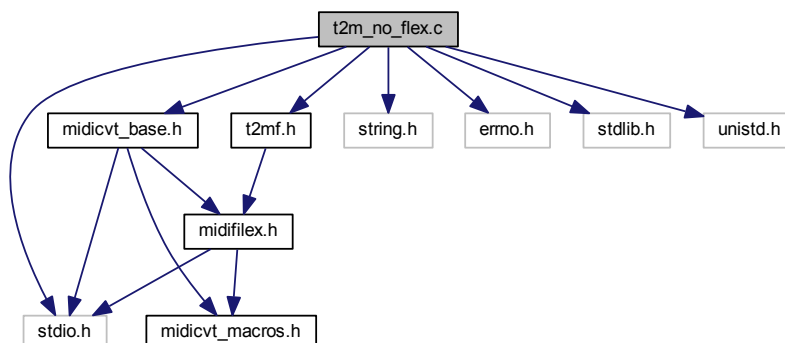 t2m_no_flex.c
midicvt_base.h
t2mf.h
string.h
errno.h
stdlib.h
unistd.h
midifilex.h
stdio.h
midicvt_macros.h